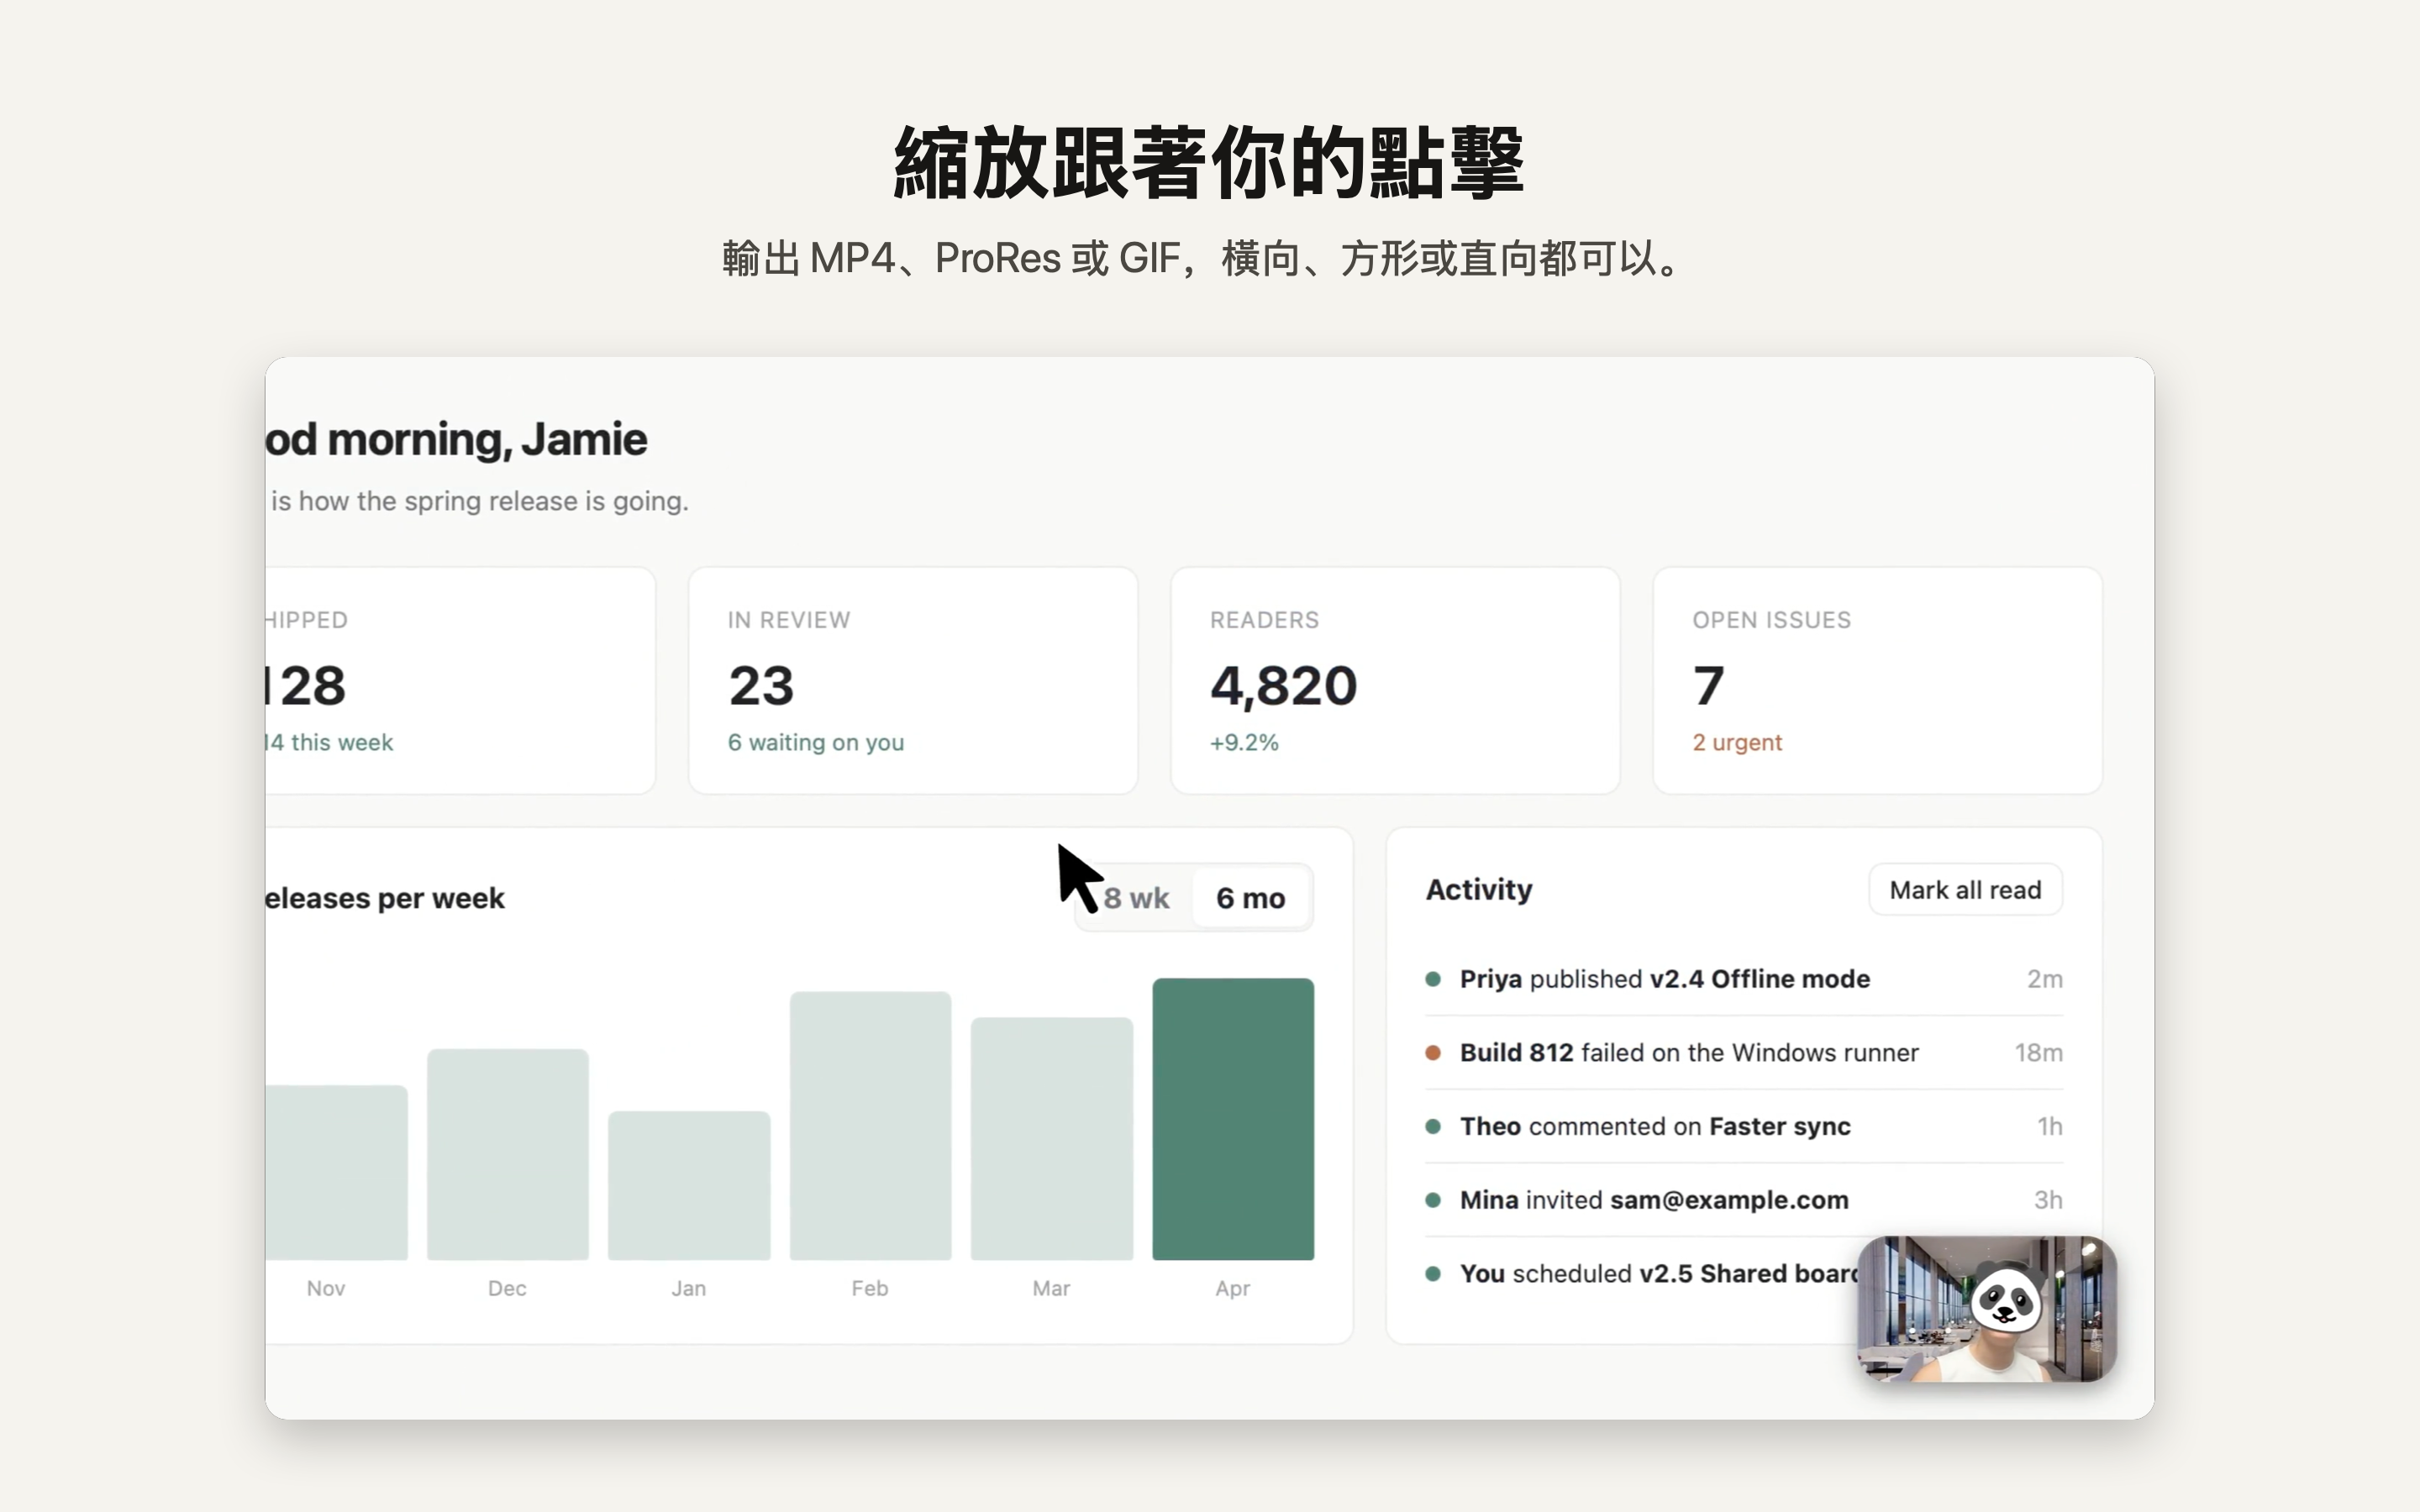 縮放跟著你的點擊
輸出 MP4、ProRes 或 GIF，橫向、方形或直向都可以。
od morning, Jamie
is how the spring release is going.
HIPPED
128
14 this week
IN REVIEW
23
6 waiting on you
READERS
4,820
+9.2%
OPEN ISSUES
7
2 urgent
eleases per week
8 wk
6 mo
Nov
Dec
Jan
Feb
Mar
Apr
Activity
Mark all read
Priya published v2.4 Offline mode 2m
Build 812 failed on the Windows runner 18m
Theo commented on Faster sync 1h
Mina invited sam@example.com 3h
You scheduled v2.5 Shared board